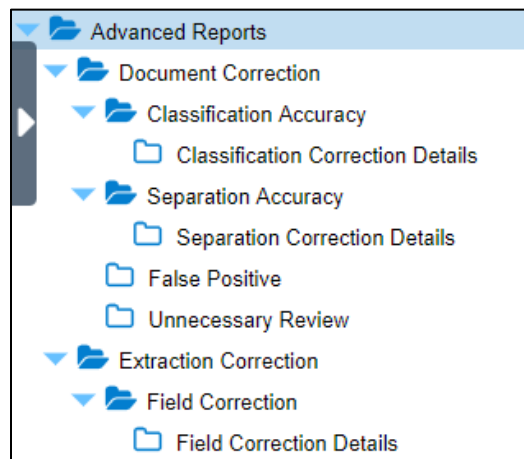 Advanced Reports
Document Correction
Classification Accuracy
Classification Correction Details
Separation Accuracy
Separation Correction Details
False Positive
Unnecessary Review
Extraction Correction
Field Correction
Field Correction Details